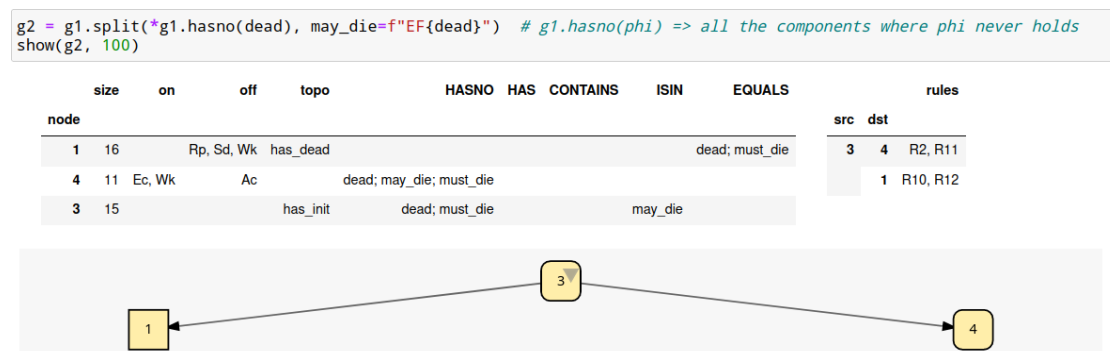 g2 = g1.split(*g1.hasno(dead), may_die=f"EF{dead}")  # g1.hasno(phi) => all the components where phi never holds
show(g2, 100)
size on off topo HASNO HAS CONTAINS ISIN EQUALS rules
node src dst
1 16 Rp, Sd, Wk has_dead dead; must_die 3 4 R2, R11
4 11 Ec, Wk Ac dead; may_die; must_die 1 R10, R12
3 15 has_init dead; must_die may_die
3
1 4